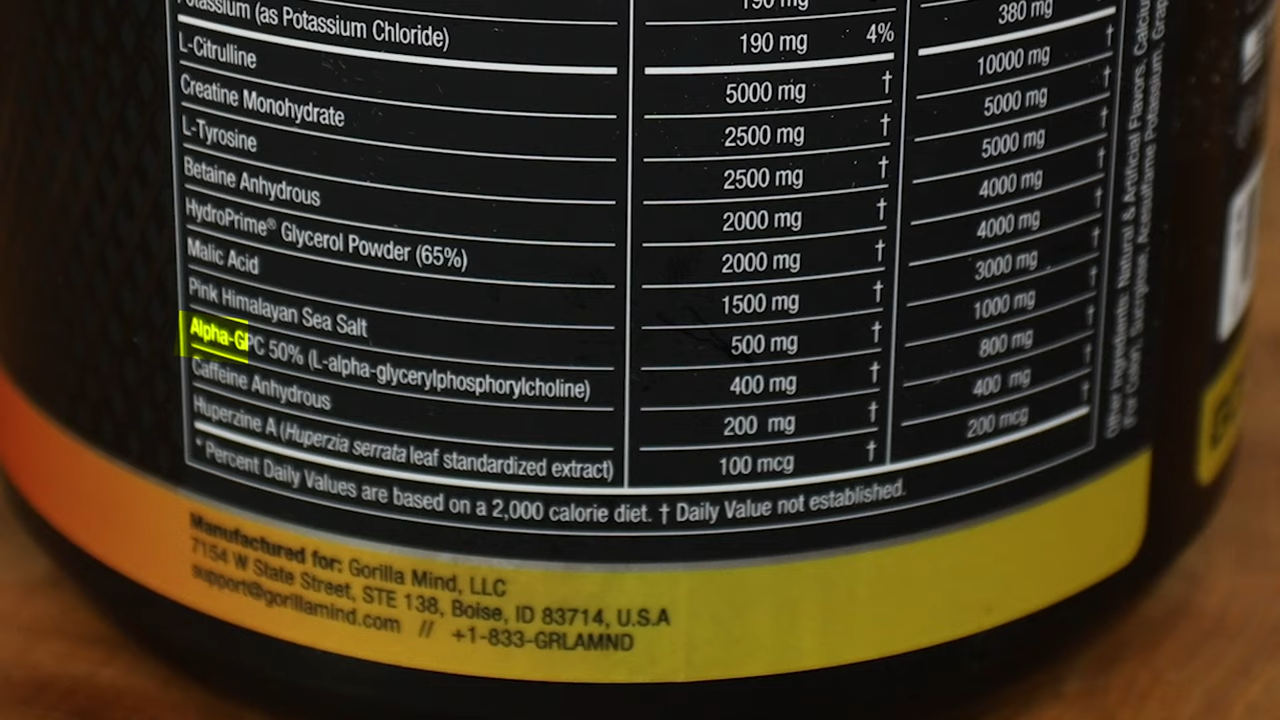 190 mg
380 mg
Potassium (as Potassium Chloride) 190 mg 4%
L-Citrulline 5000 mg † 10000 mg †
Creatine Monohydrate 2500 mg † 5000 mg †
L-Tyrosine 2500 mg † 5000 mg †
Betaine Anhydrous 2000 mg † 4000 mg †
HydroPrime® Glycerol Powder (65%) 2000 mg † 4000 mg †
Malic Acid 1500 mg † 3000 mg †
Pink Himalayan Sea Salt 500 mg † 1000 mg †
Alpha-GPC 50% (L-alpha-glycerylphosphorylcholine) 400 mg † 800 mg †
Caffeine Anhydrous 200 mg † 400 mg †
Huperzine A (Huperzia serrata leaf standardized extract) 100 mcg † 200 mcg †
* Percent Daily Values are based on a 2,000 calorie diet. † Daily Value not established.
Other Ingredients: Natural & Artificial Flavors, Calcium
Acesulfame Potassium, Grap
Manufactured for: Gorilla Mind, LLC
7154 W State Street, STE 138, Boise, ID 83714, U.S.A
support@gorillamind.com // +1-833-GRLAMND